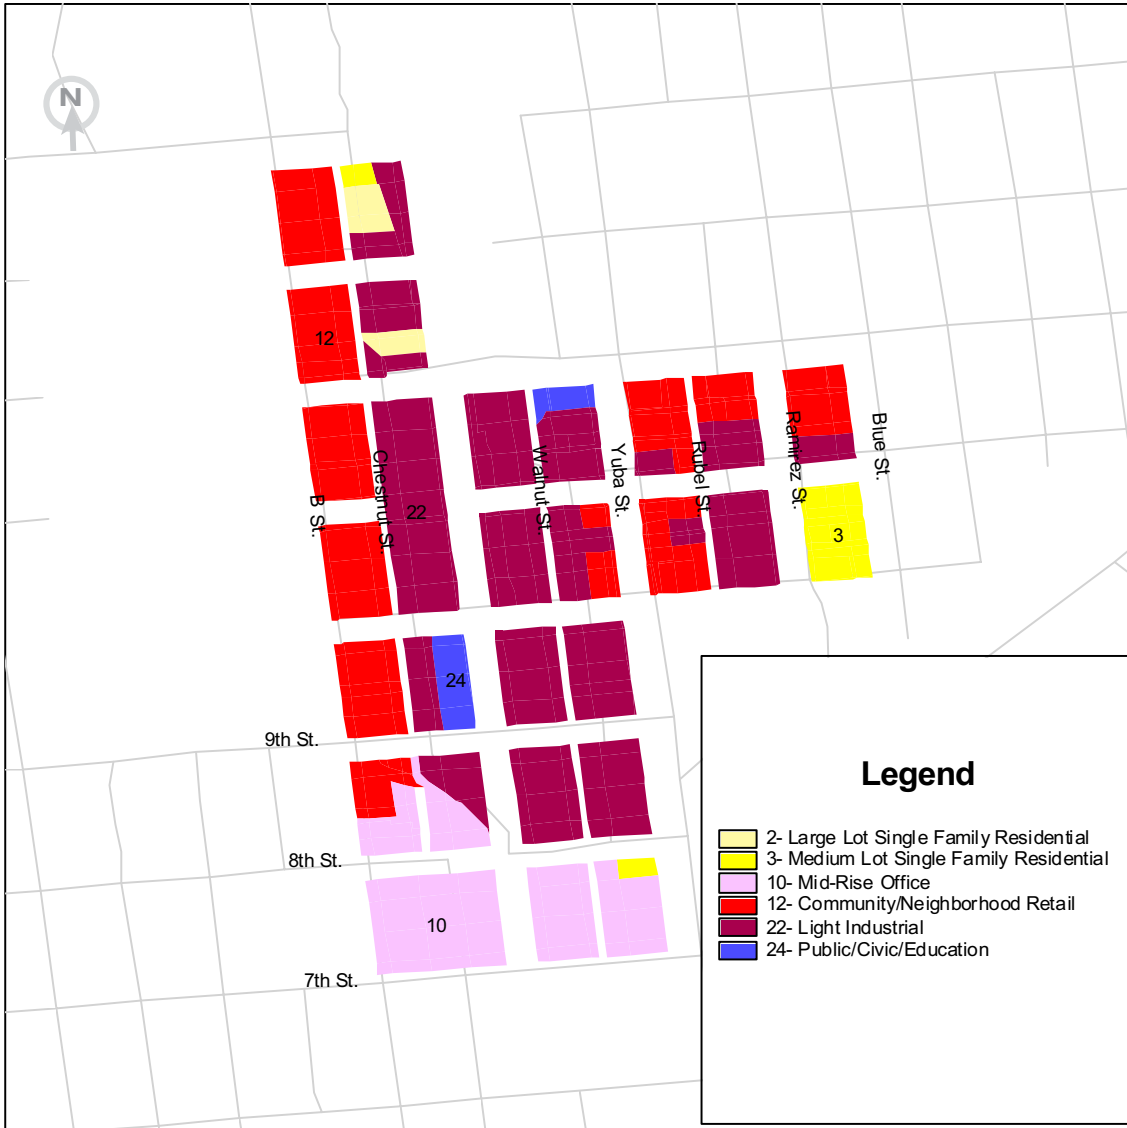 N
12
B St.
Chestnut St.
22
Walnut St.
Yuba St.
Rubel St.
Ramirez St.
Blue St.
3
24
9th St.
8th St.
10
7th St.
Legend
2- Large Lot Single Family Residential
3- Medium Lot Single Family Residential
10- Mid-Rise Office
12- Community/Neighborhood Retail
22- Light Industrial
24- Public/Civic/Education